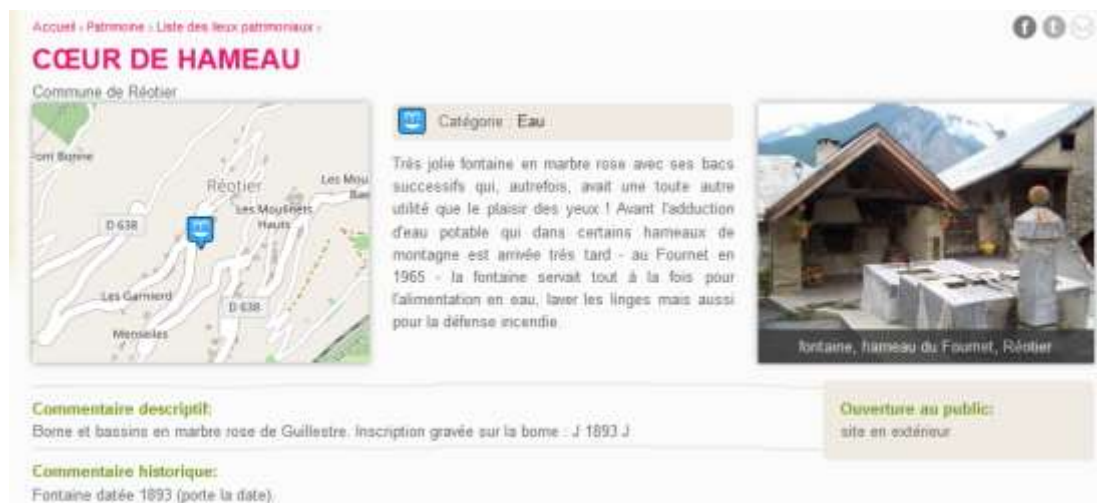 Accueil › Patrimoine › Liste des lieux patrimoniaux ›
CŒUR DE HAMEAU
Commune de Réotier
ont Bonne
Réotier
Les Mou
Bas
Les Moulinets
Hauts
D 638
Les Garnierd
D 638
Menseiles
Catégorie : Eau
Très jolie fontaine en marbre rose avec ses bacs
successifs qui, autrefois, avait une toute autre
utilité que le plaisir des yeux ! Avant l'adduction
d'eau potable qui dans certains hameaux de
montagne est arrivée très tard - au Fournet en
1965 - la fontaine servait tout à la fois pour
l'alimentation en eau, laver les linges mais aussi
pour la défense incendie
fontaine, hameau du Fournet, Réotier
Commentaire descriptif:
Borne et bassins en marbre rose de Guillestre. Inscription gravée sur la borne : J 1893 J
Ouverture au public:
site en extérieur
Commentaire historique:
Fontaine datée 1893 (porte la date).